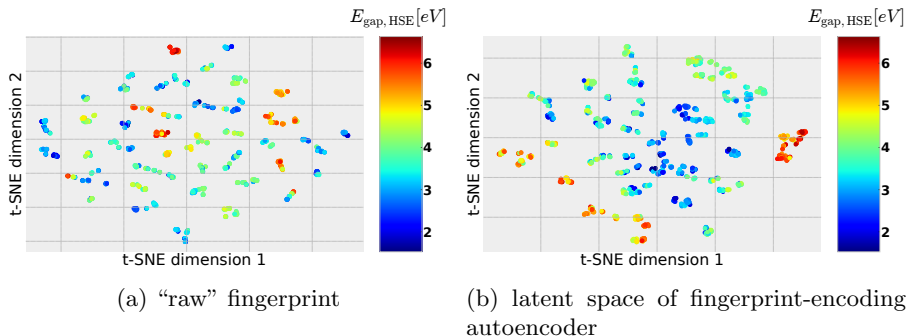 E_gap, HSE [eV]
E_gap, HSE [eV]
t-SNE dimension 2
6
5
4
3
2
t-SNE dimension 1
t-SNE dimension 2
6
5
4
3
2
t-SNE dimension 1
(a) “raw” fingerprint
(b) latent space of fingerprint-encoding
autoencoder